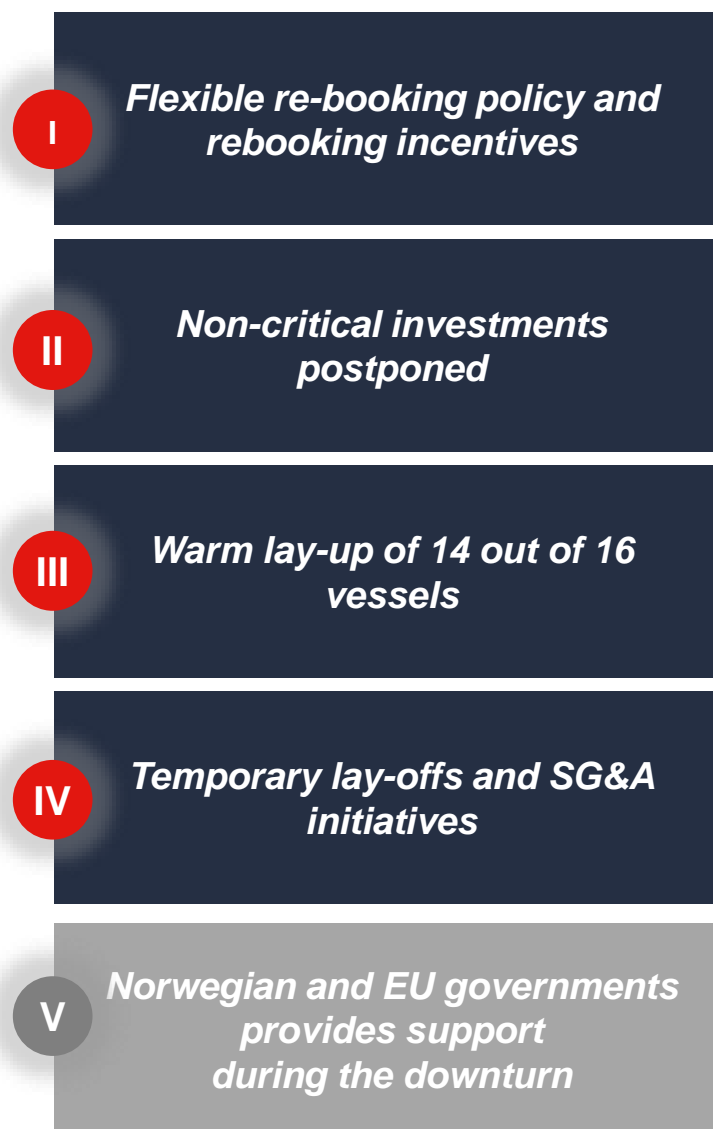 I
Flexible re-booking policy and
rebooking incentives
II
Non-critical investments
postponed
III
Warm lay-up of 14 out of 16
vessels
IV
Temporary lay-offs and SG&A
initiatives
V
Norwegian and EU governments
provides support
during the downturn